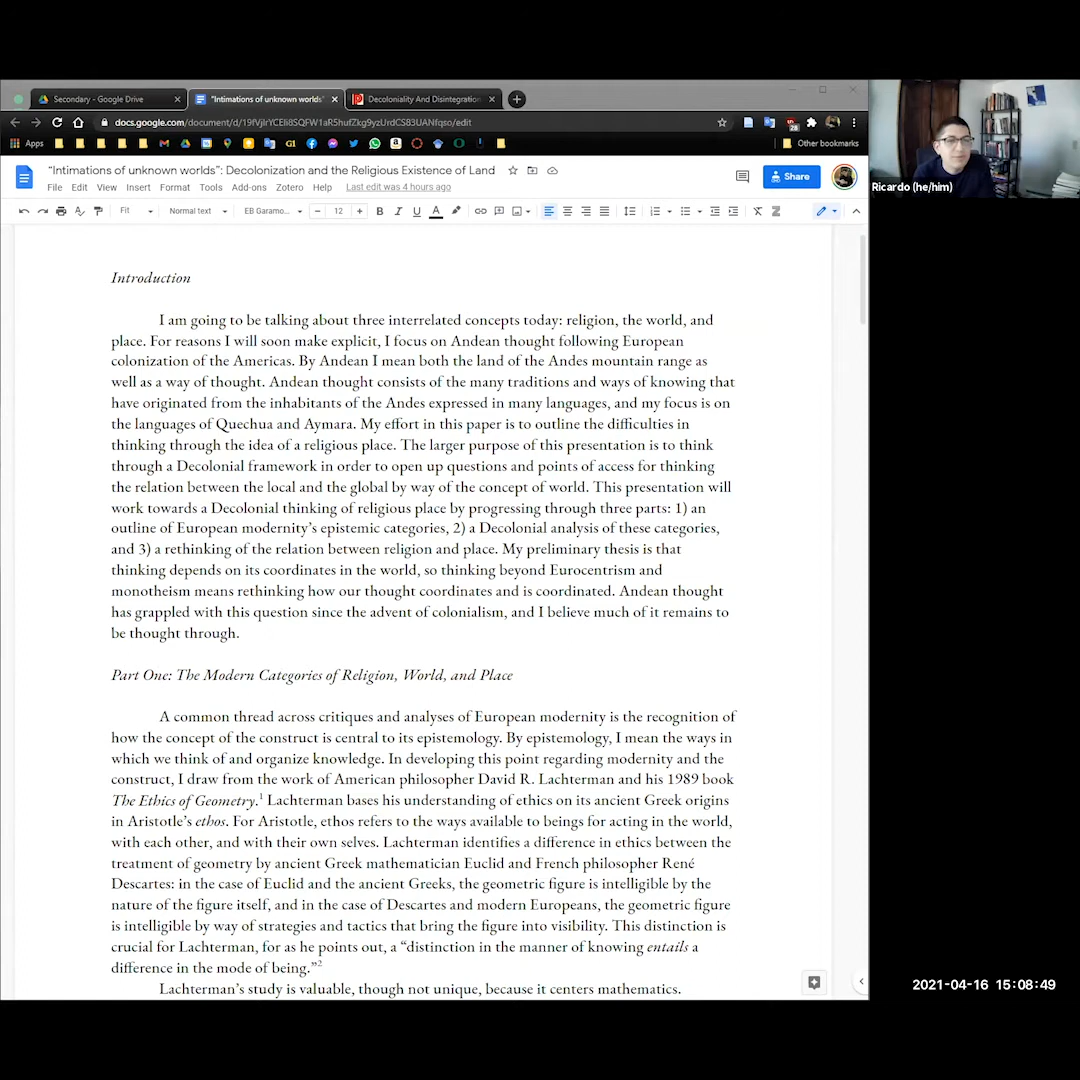 Secondary - Google Drive
"Intimations of unknown worlds"
Decoloniality And Disintegration
docs.google.com/document/d/
Apps
Other bookmarks
"Intimations of unknown worlds": Decolonization and the Religious Existence of Land
File Edit View Insert Format Tools Add-ons Zotero Help Last edit was 4 hours ago
Share
Fit Normal text EB Garamo... 12 B I U A
Ricardo (he/him)
Introduction
I am going to be talking about three interrelated concepts today: religion, the world, and
place. For reasons I will soon make explicit, I focus on Andean thought following European
colonization of the Americas. By Andean I mean both the land of the Andes mountain range as
well as a way of thought. Andean thought consists of the many traditions and ways of knowing that
have originated from the inhabitants of the Andes expressed in many languages, and my focus is on
the languages of Quechua and Aymara. My effort in this paper is to outline the difficulties in
thinking through the idea of a religious place. The larger purpose of this presentation is to think
through a Decolonial framework in order to open up questions and points of access for thinking
the relation between the local and the global by way of the concept of world. This presentation will
work towards a Decolonial thinking of religious place by progressing through three parts: 1) an
outline of European modernity's epistemic categories, 2) a Decolonial analysis of these categories,
and 3) a rethinking of the relation between religion and place. My preliminary thesis is that
thinking depends on its coordinates in the world, so thinking beyond Eurocentrism and
monotheism means rethinking how our thought coordinates and is coordinated. Andean thought
has grappled with this question since the advent of colonialism, and I believe much of it remains to
be thought through.
Part One: The Modern Categories of Religion, World, and Place
A common thread across critiques and analyses of European modernity is the recognition of
how the concept of the construct is central to its epistemology. By epistemology, I mean the ways in
which we think of and organize knowledge. In developing this point regarding modernity and the
construct, I draw from the work of American philosopher David R. Lachterman and his 1989 book
The Ethics of Geometry.¹ Lachterman bases his understanding of ethics on its ancient Greek origins
in Aristotle's ethos. For Aristotle, ethos refers to the ways available to beings for acting in the world,
with each other, and with their own selves. Lachterman identifies a difference in ethics between the
treatment of geometry by ancient Greek mathematician Euclid and French philosopher René
Descartes: in the case of Euclid and the ancient Greeks, the geometric figure is intelligible by the
nature of the figure itself, and in the case of Descartes and modern Europeans, the geometric figure
is intelligible by way of strategies and tactics that bring the figure into visibility. This distinction is
crucial for Lachterman, for as he points out, a "distinction in the manner of knowing entails a
difference in the mode of being."²
Lachterman's study is valuable, though not unique, because it centers mathematics.
2021-04-16 15:08:49